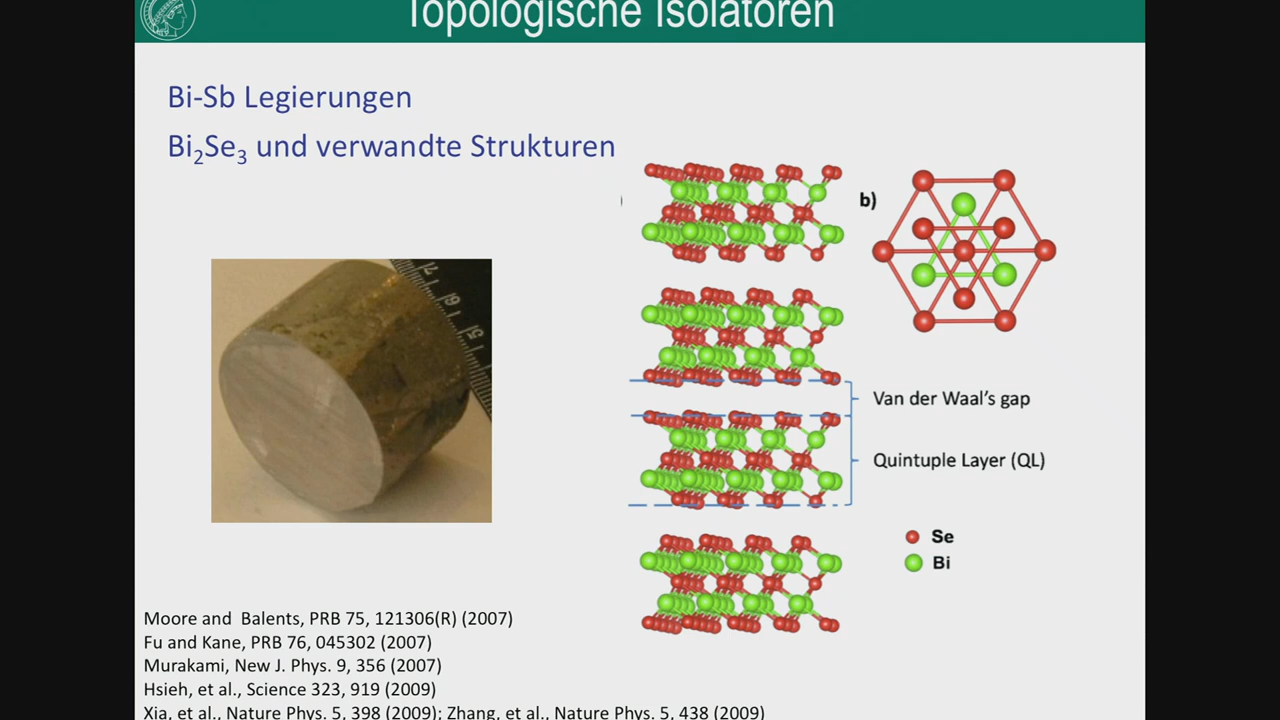 Topologische Isolatoren
Bi-Sb Legierungen
Bi₂Se₃ und verwandte Strukturen
b)
17
16
15
Van der Waal's gap
Quintuple Layer (QL)
Se
Bi
Moore and Balents, PRB 75, 121306(R) (2007)
Fu and Kane, PRB 76, 045302 (2007)
Murakami, New J. Phys. 9, 356 (2007)
Hsieh, et al., Science 323, 919 (2009)
Xia, et al., Nature Phys. 5, 398 (2009); Zhang, et al., Nature Phys. 5, 438 (2009)